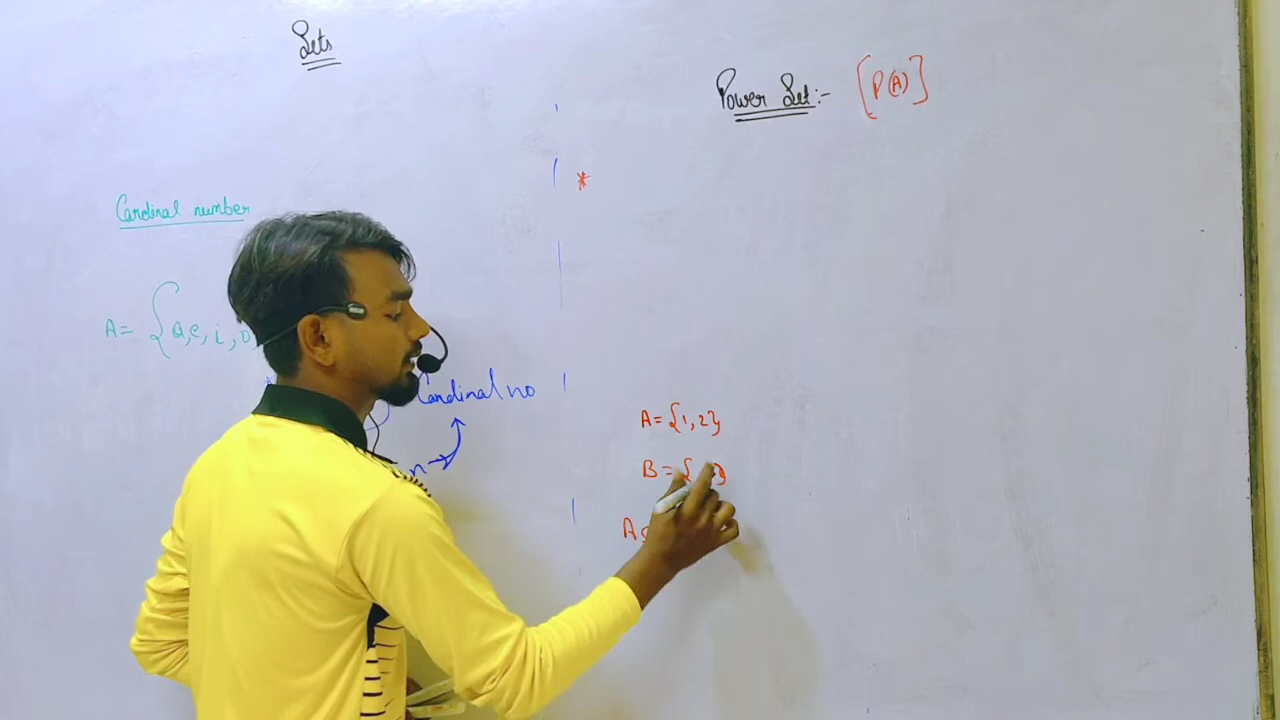 Sets
Power Set:- [P(A)]
*
Cardinal number
A= {a,e, i, o
Cardinal no
n →
A= {1, 2}
B = {
A